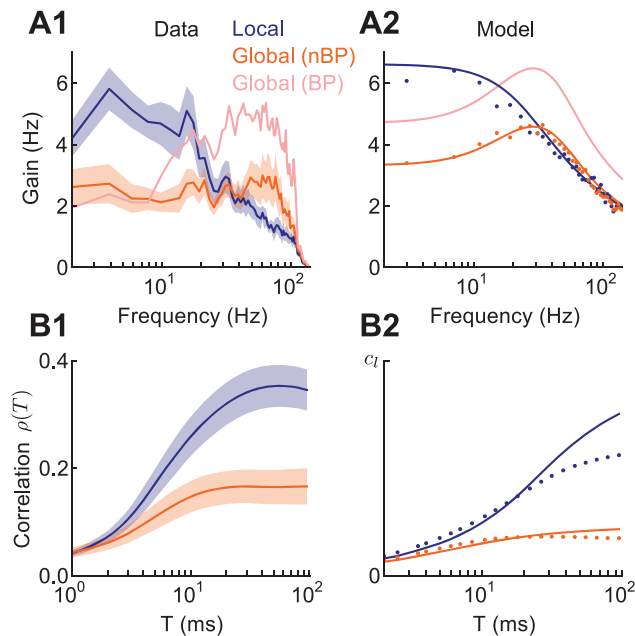 A1
Data
Local
Global (nBP)
Global (BP)
A2
Model
Gain (Hz)
6
4
2
0
10¹
10²
Frequency (Hz)
6
4
2
0
10¹
10²
Frequency (Hz)
B1
Correlation ρ(T)
0.4
0.2
0.0
10⁰
10¹
10²
T (ms)
B2
c_l
0
10¹
10²
T (ms)